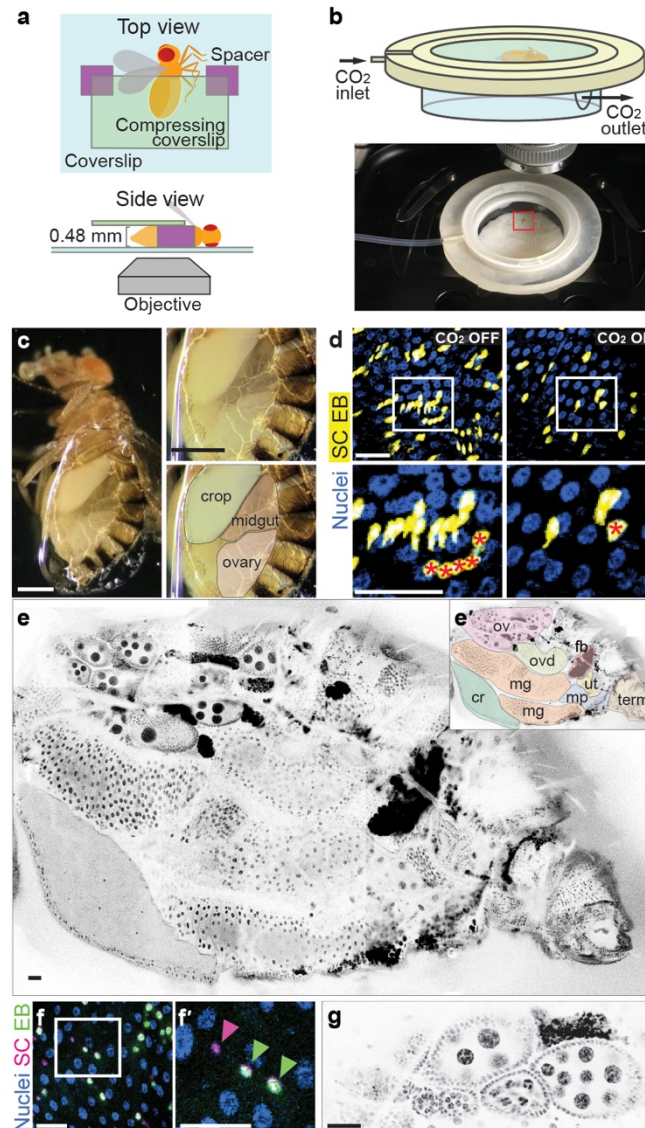 a
Top view
Spacer
Compressing
coverslip
Coverslip
Side view
0.48 mm
Objective
b
CO2
inlet
CO2
outlet
c
crop
midgut
ovary
d
CO2 OFF
SC EB
Nuclei
e
e'
ov
ovd
fb
mg
ut
cr
mp
mg
term
f
f'
Nuclei SC EB
g